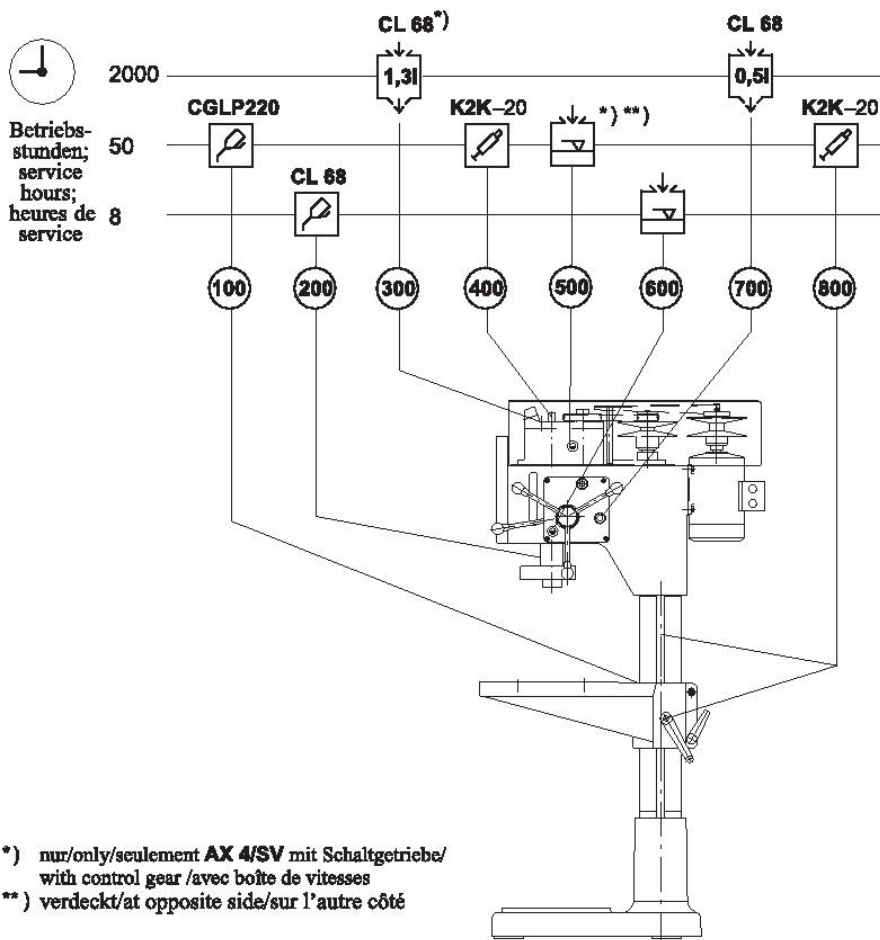 CL 68*)
CL 68
2000
1,3l
0,5l
CGLP220
K2K–20
*) **)
K2K–20
Betriebs-
stunden;
service
hours;
heures de
service
50
CL 68
8
100 200 300 400 500 600 700 800
*) nur/only/seulement AX 4/SV mit Schaltgetriebe/
with control gear /avec boîte de vitesses
**) verdeckt/at opposite side/sur l'autre côté